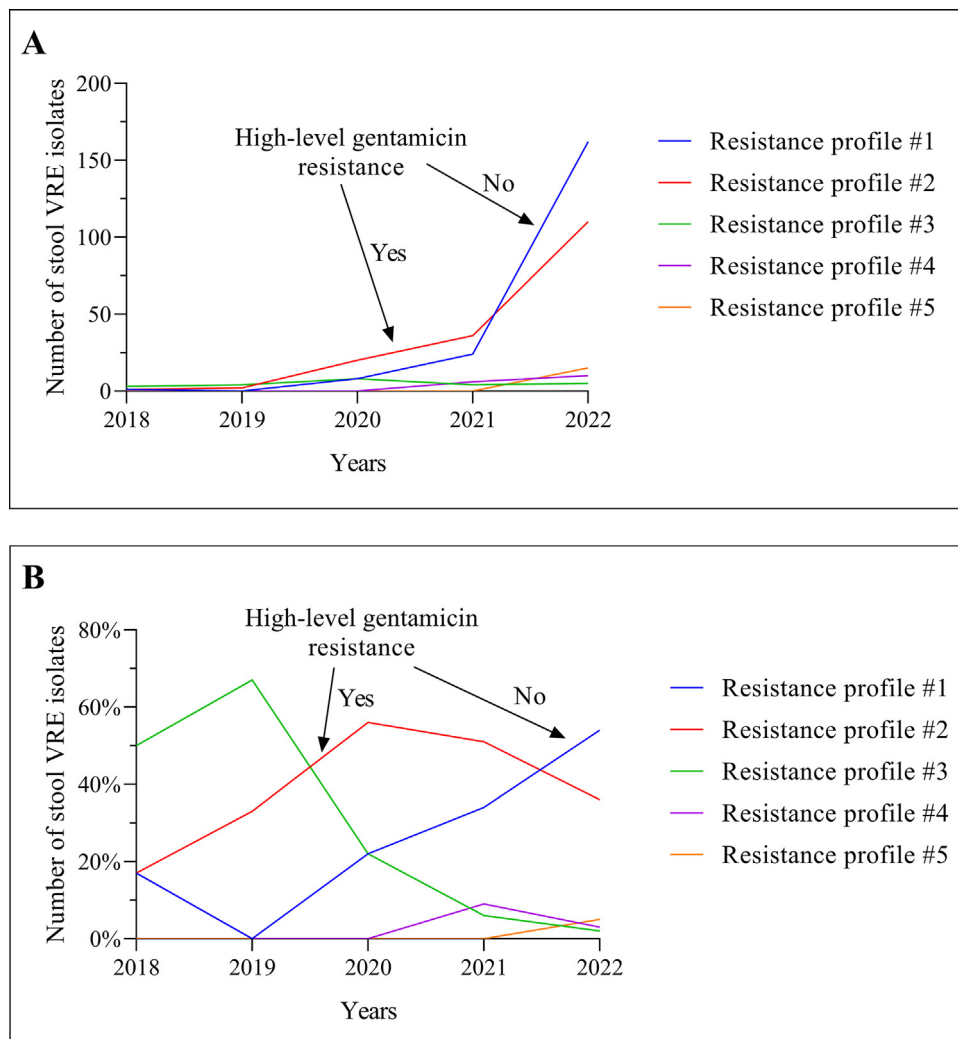 A
Number of stool VRE isolates
200
150
100
50
0
High-level gentamicin
resistance
No
Yes
2018 2019 2020 2021 2022
Years
Resistance profile #1
Resistance profile #2
Resistance profile #3
Resistance profile #4
Resistance profile #5
B
Number of stool VRE isolates
80%
60%
40%
20%
0%
High-level gentamicin
resistance
Yes
No
2018 2019 2020 2021 2022
Years
Resistance profile #1
Resistance profile #2
Resistance profile #3
Resistance profile #4
Resistance profile #5